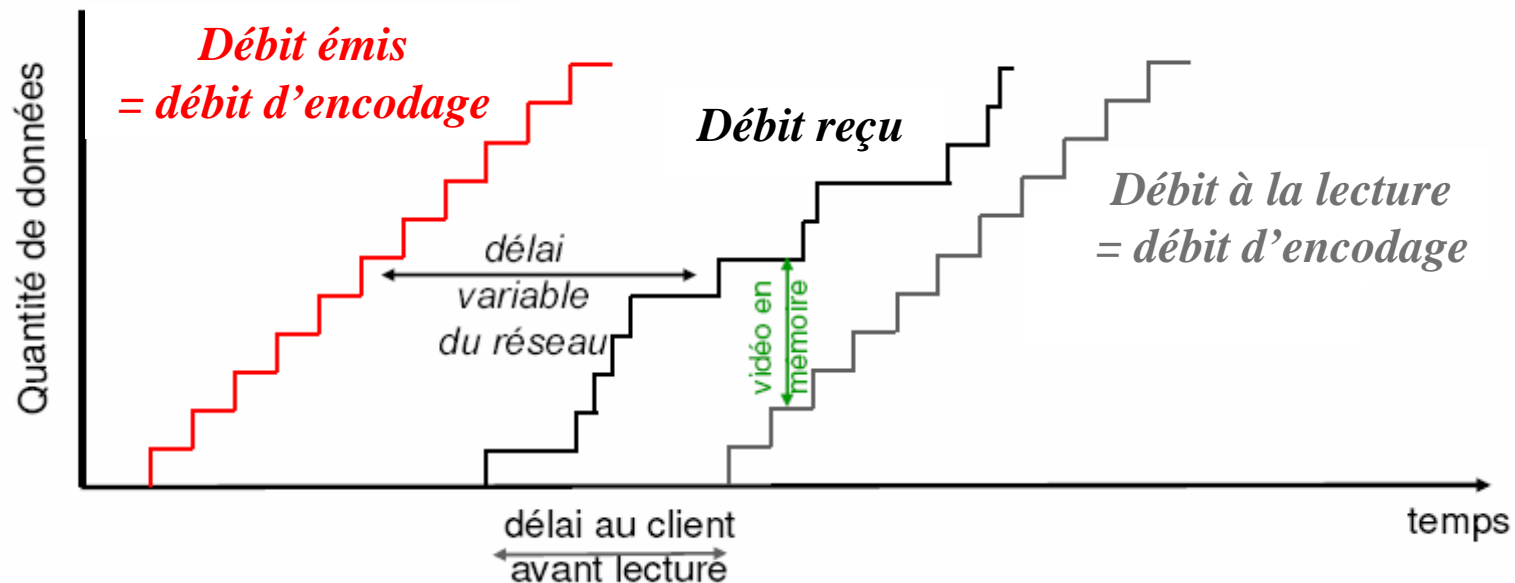 Débit émis
= débit d'encodage
Débit reçu
Débit à la lecture
= débit d'encodage
Quantité de données
délai
variable
du réseau
vidéo en
mémoire
temps
délai au client
avant lecture